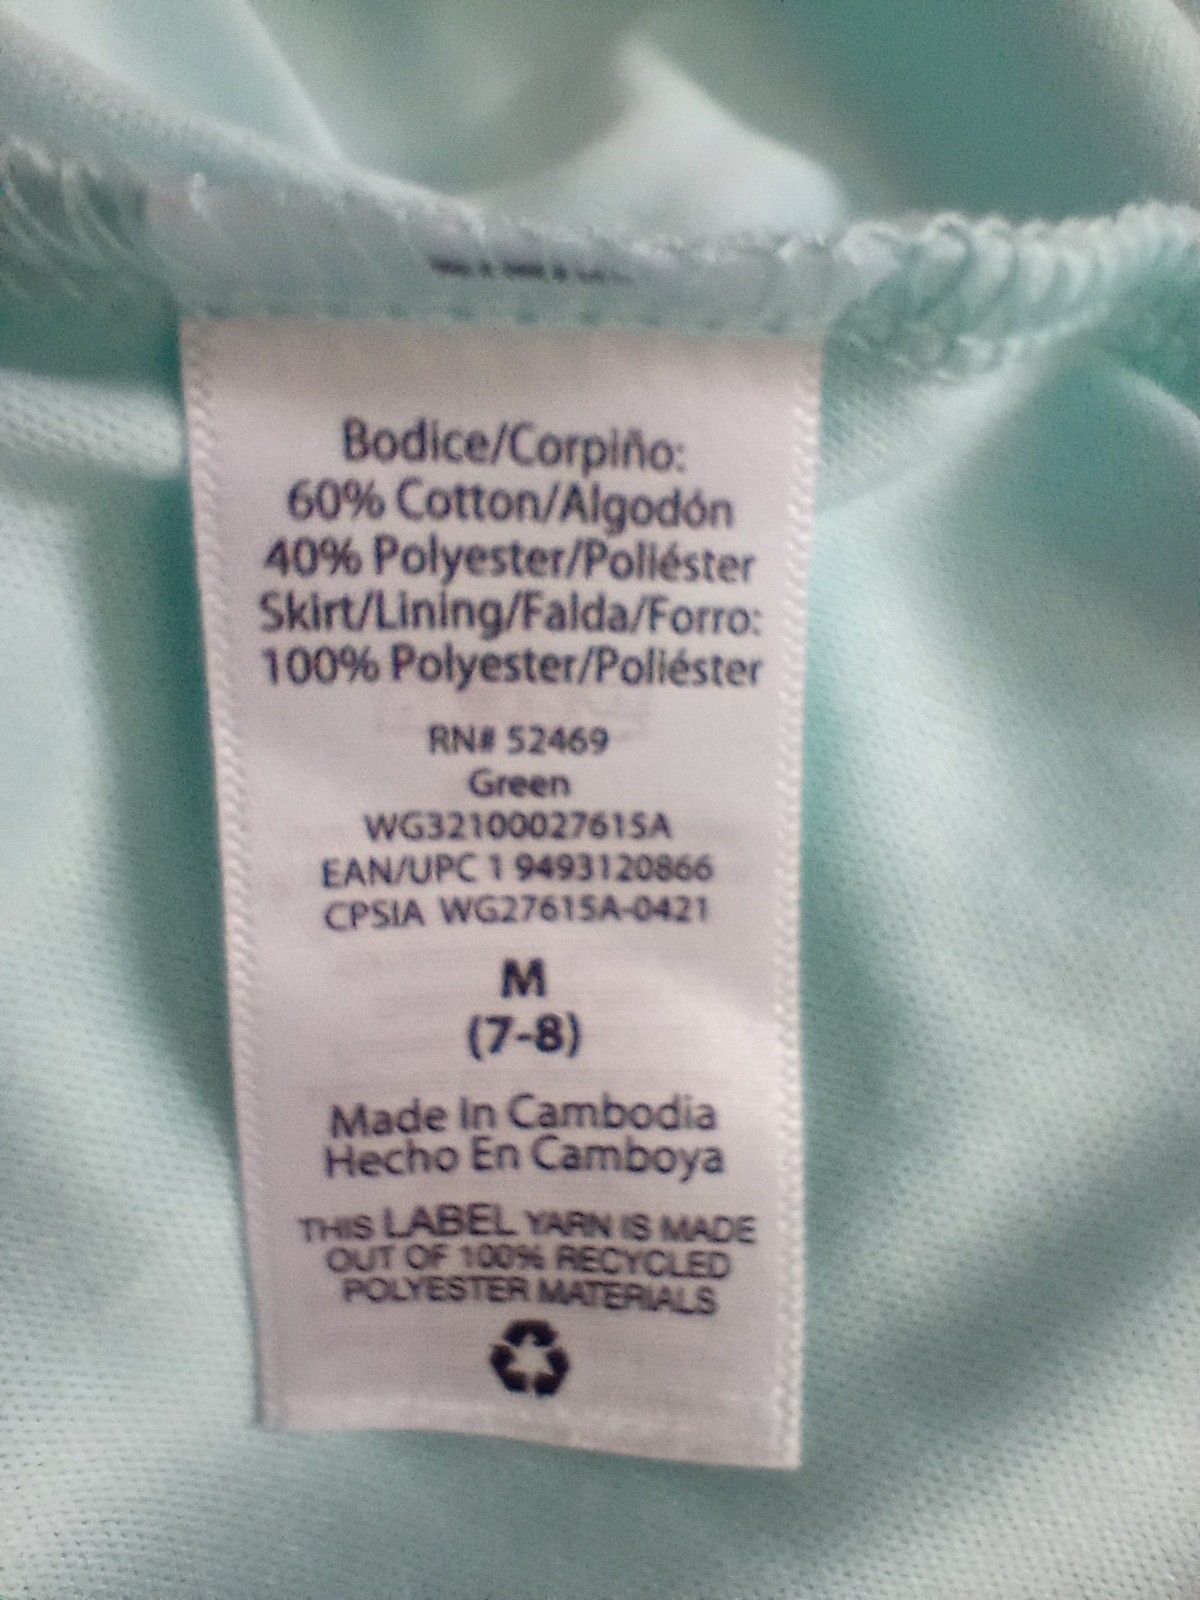 Bodice/Corpiño:
60% Cotton/Algodón
40% Polyester/Poliéster
Skirt/Lining/Falda/Forro:
100% Polyester/Poliéster
RN# 52469
Green
WG32100027615A
EAN/UPC 1 9493120866
CPSIA WG27615A-0421
M
(7-8)
Made In Cambodia
Hecho En Camboya
THIS LABEL YARN IS MADE
OUT OF 100% RECYCLED
POLYESTER MATERIALS